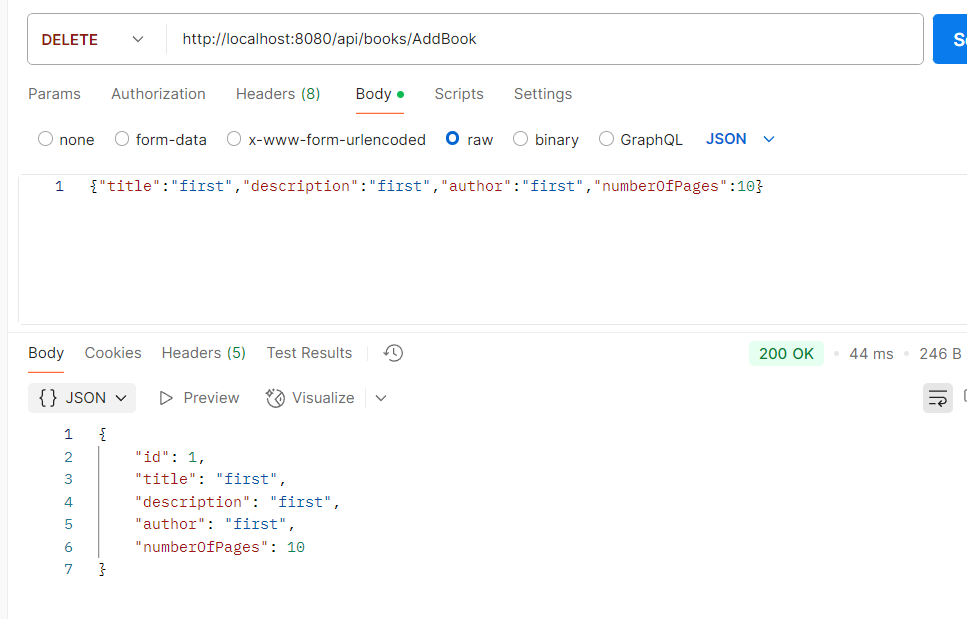 DELETE http://localhost:8080/api/books/AddBook
Params Authorization Headers (8) Body Scripts Settings
none form-data x-www-form-urlencoded raw binary GraphQL JSON
1 {"title":"first","description":"first","author":"first","numberOfPages":10}
Body Cookies Headers (5) Test Results 200 OK 44 ms 246 B
{} JSON Preview Visualize
1 {
2 "id": 1,
3 "title": "first",
4 "description": "first",
5 "author": "first",
6 "numberOfPages": 10
7 }